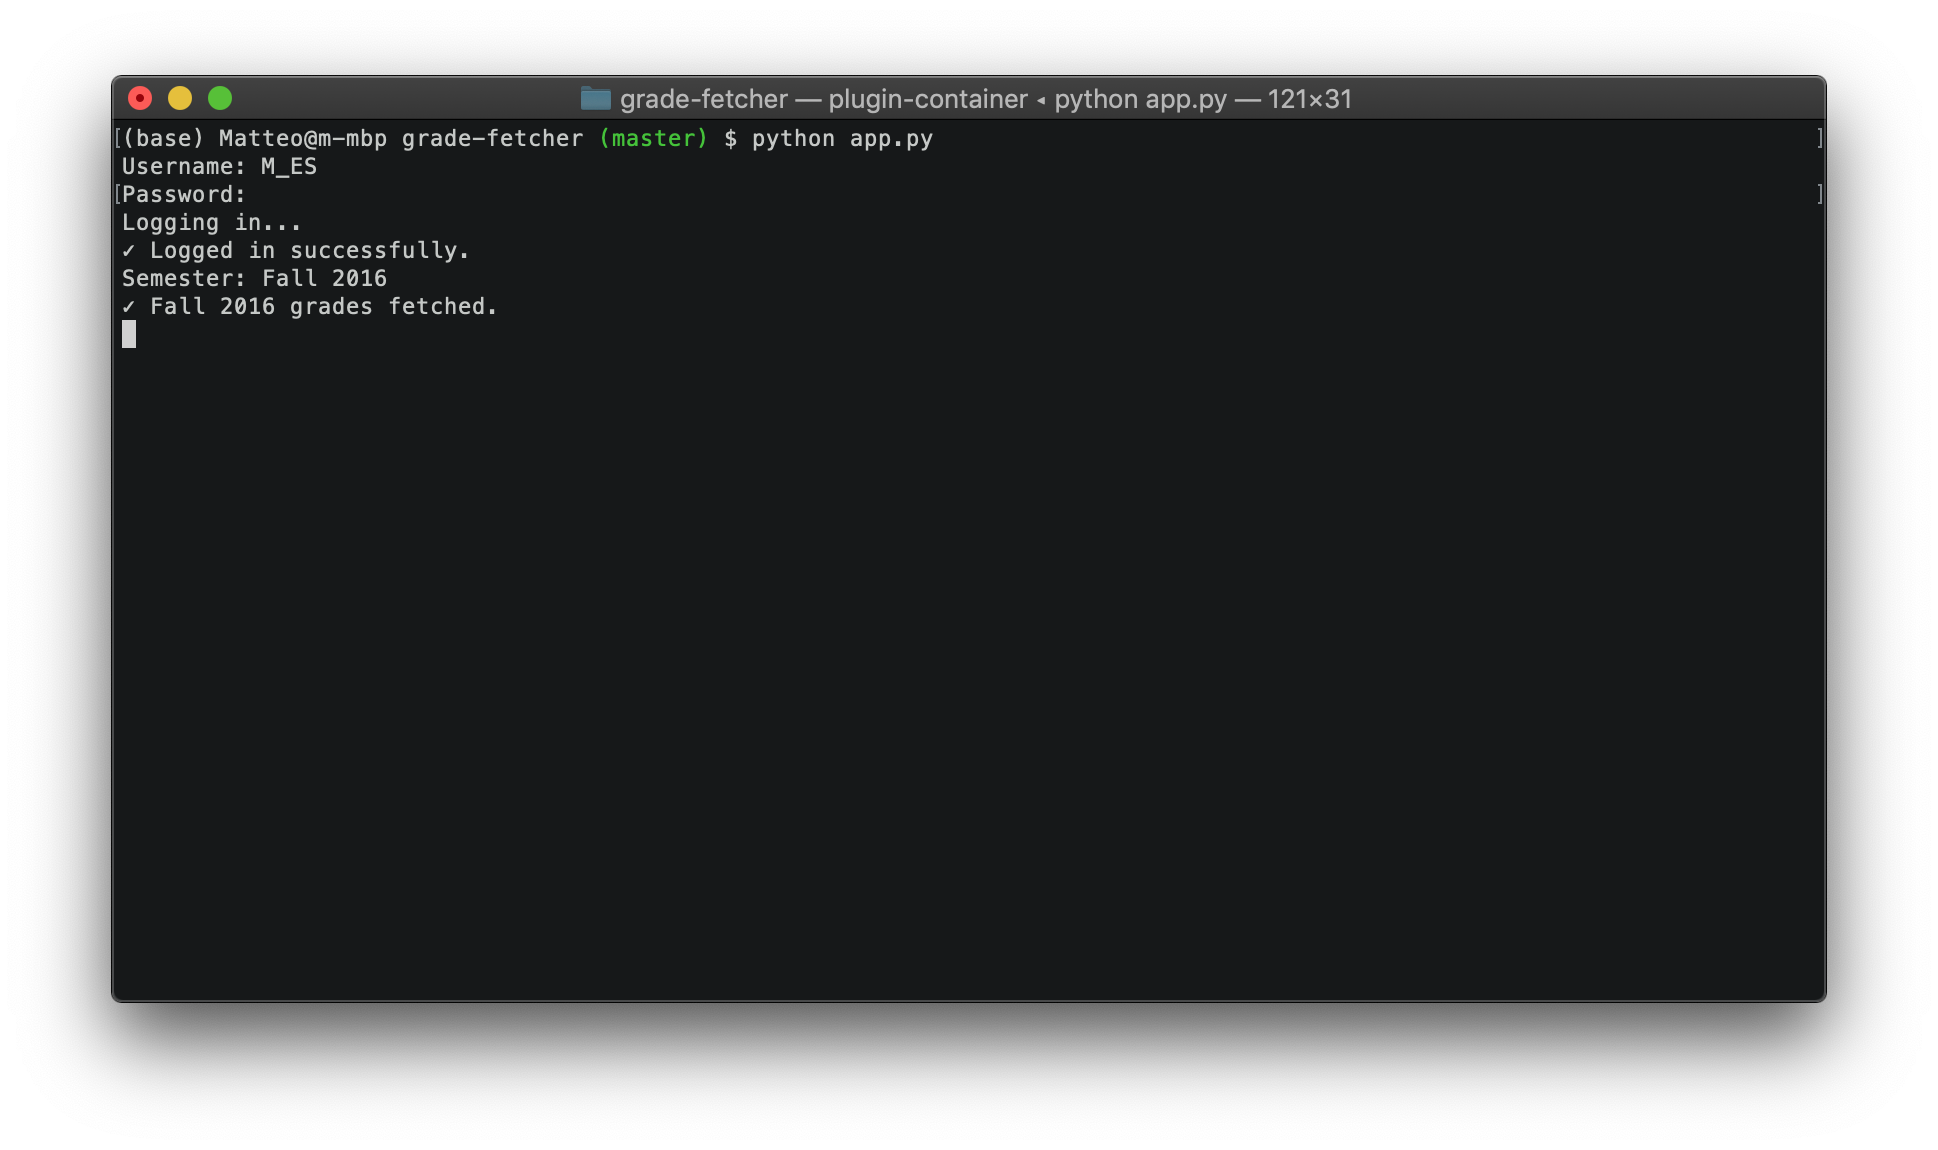 grade-fetcher — plugin-container ◂ python app.py — 121×31
[(base) Matteo@m-mbp grade-fetcher (master) $ python app.py ]
Username: M_ES
[Password: ]
Logging in...
✓ Logged in successfully.
Semester: Fall 2016
✓ Fall 2016 grades fetched.